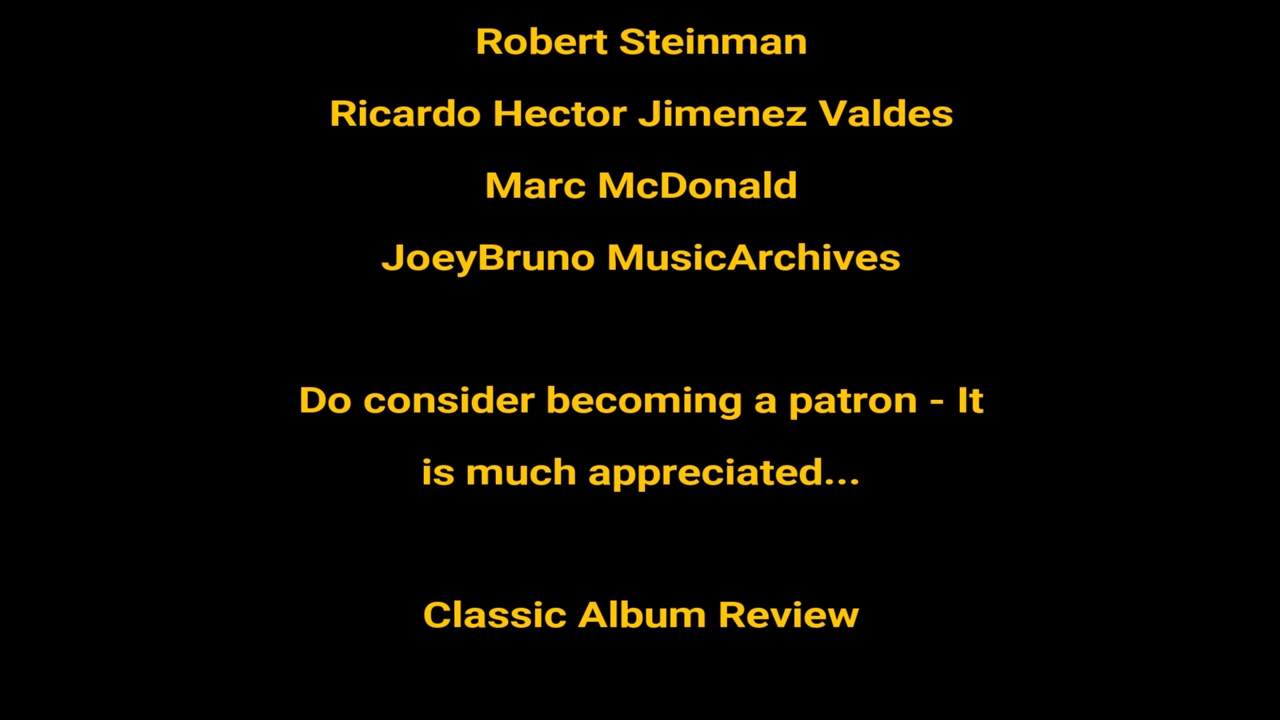 Robert Steinman
Ricardo Hector Jimenez Valdes
Marc McDonald
JoeyBruno MusicArchives
Do consider becoming a patron - It
is much appreciated...
Classic Album Review